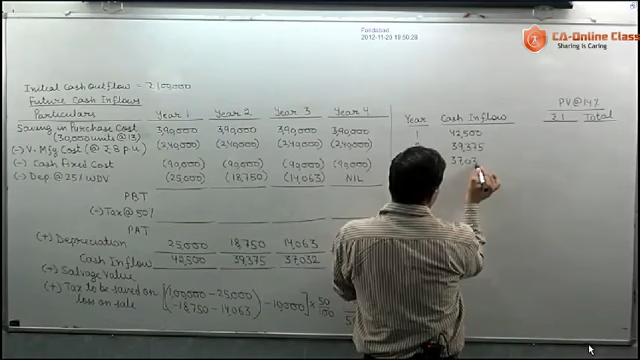 Faridabad
2012-11-20 19:50:28
CA-Online Class
Sharing is Caring
Initial Cash Outflow = ₹ 1,00,000
Future Cash Inflows
Particulars Year 1 Year 2 Year 3 Year 4
Saving in Purchase Cost 3,90,000 3,90,000 3,90,000 3,90,000
(30,000 units @ 13)
(-) V. Mfg Cost (@ ₹ 8 p.u) (2,40,000) (2,40,000) (2,40,000) (2,40,000)
(-) Cash Fixed Cost (90,000) (90,000) (90,000) (90,000)
(-) Dep. @ 25% WDV (25,000) (18,750) (14,063) NIL
PBT
(-) Tax @ 50%
PAT
(+) Depreciation 25,000 18,750 14,063
Cash Inflow 42,500 39,375 37,032
(+) Salvage Value
(+) Tax to be saved on loss on sale
[(1,00,000 - 25,000
- 18,750 - 14,063) - 10,000] × 50/100
Year Cash Inflow
1 42,500
39,375
37,03
PV @ 14%
₹ 1 Total